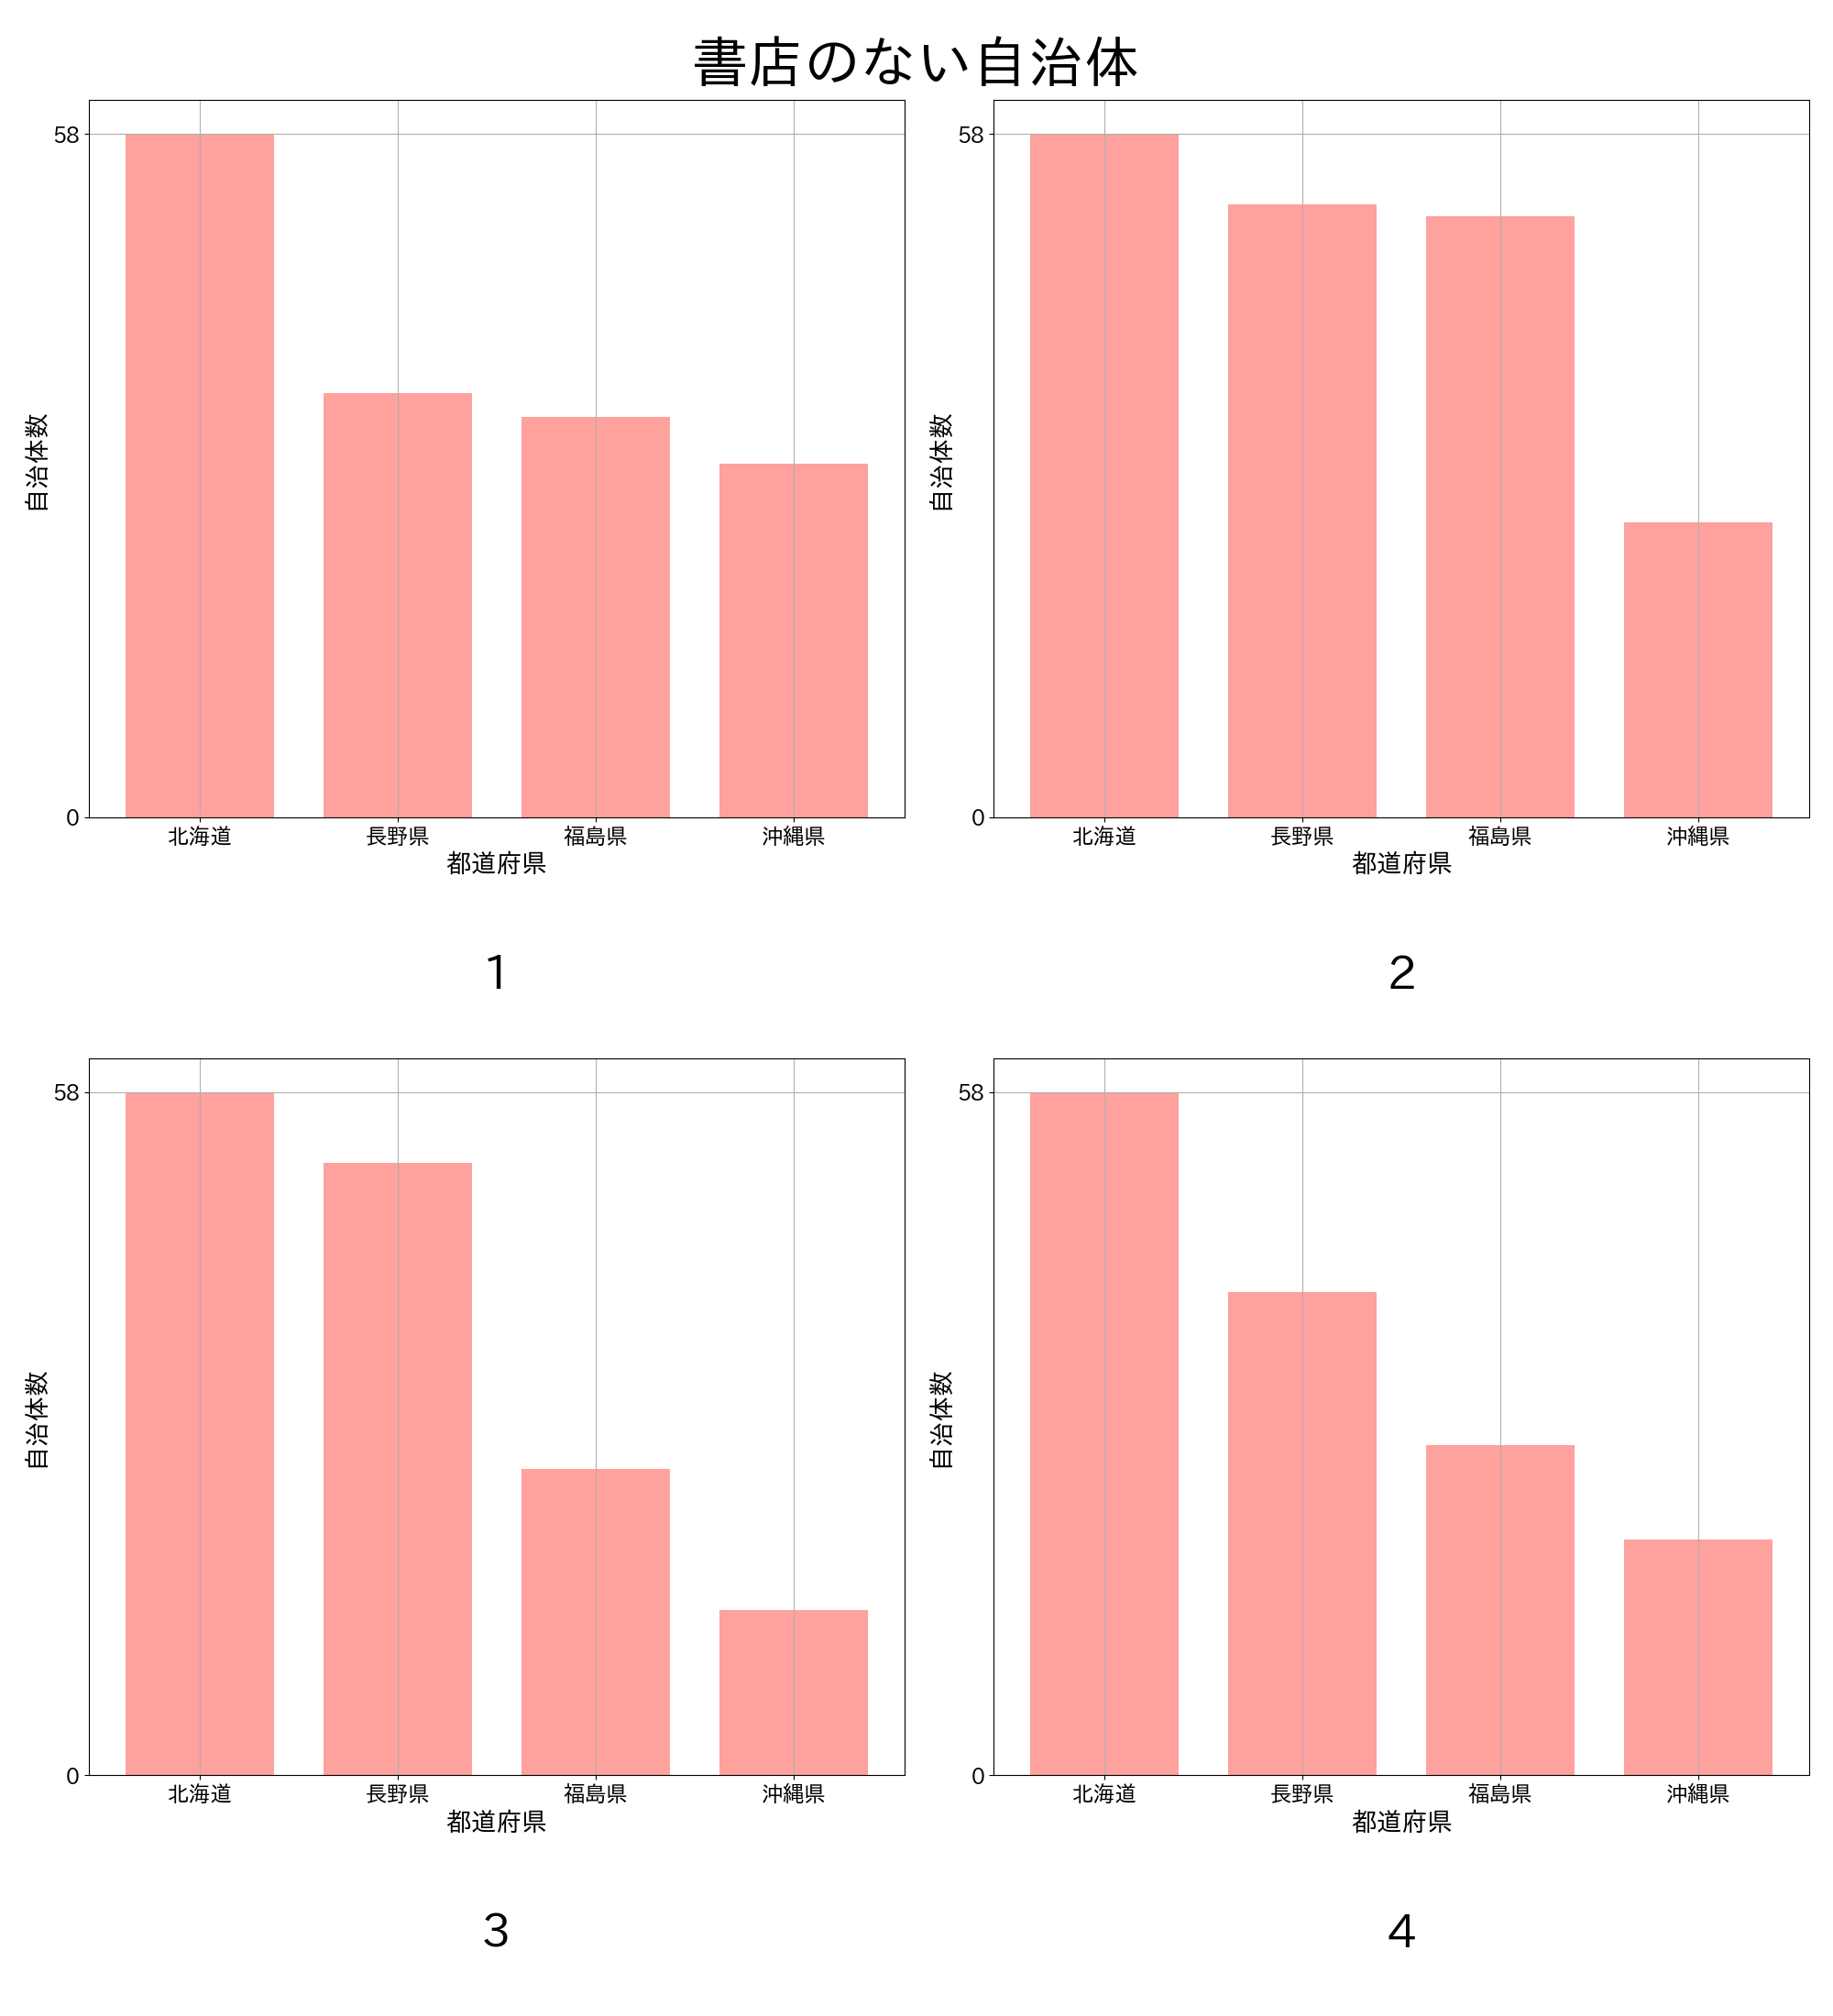 書店のない自治体
58
0
自治体数
北海道 長野県 福島県 沖縄県
都道府県
1
58
0
自治体数
北海道 長野県 福島県 沖縄県
都道府県
2
58
0
自治体数
北海道 長野県 福島県 沖縄県
都道府県
3
58
0
自治体数
北海道 長野県 福島県 沖縄県
都道府県
4